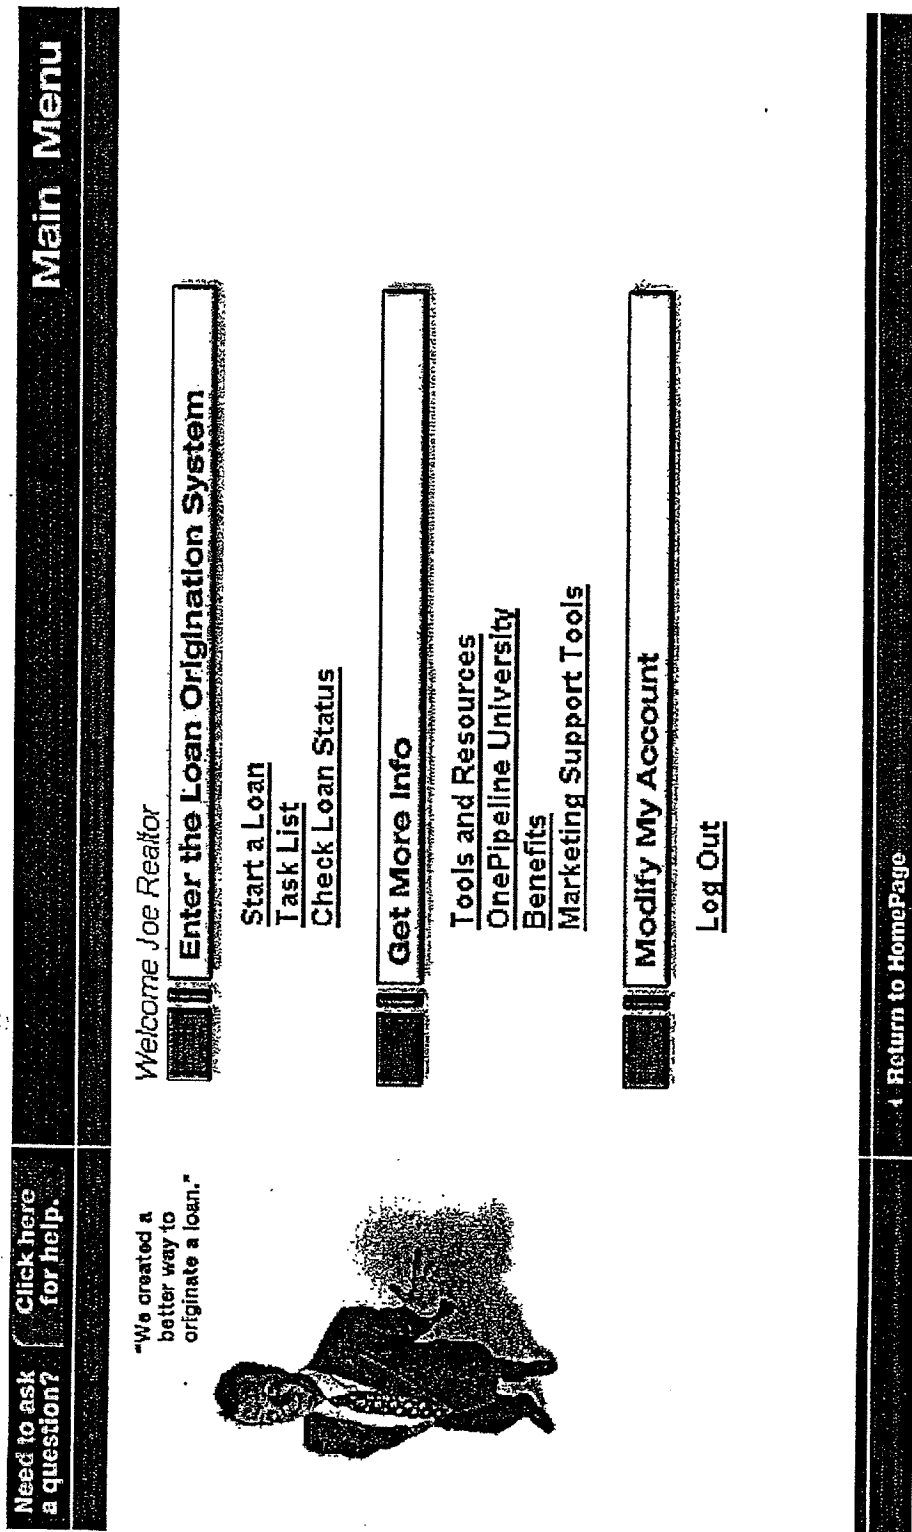 Need to ask
a question?
Click here
for help.
Main Menu
"We created a
better way to
originate a loan."
Welcome Joe Realtor
Enter the Loan Origination System
Start a Loan
Task List
Check Loan Status
Get More Info
Tools and Resources
OnePipeline University
Benefits
Marketing Support Tools
Modify My Account
Log Out
Return to HomePage